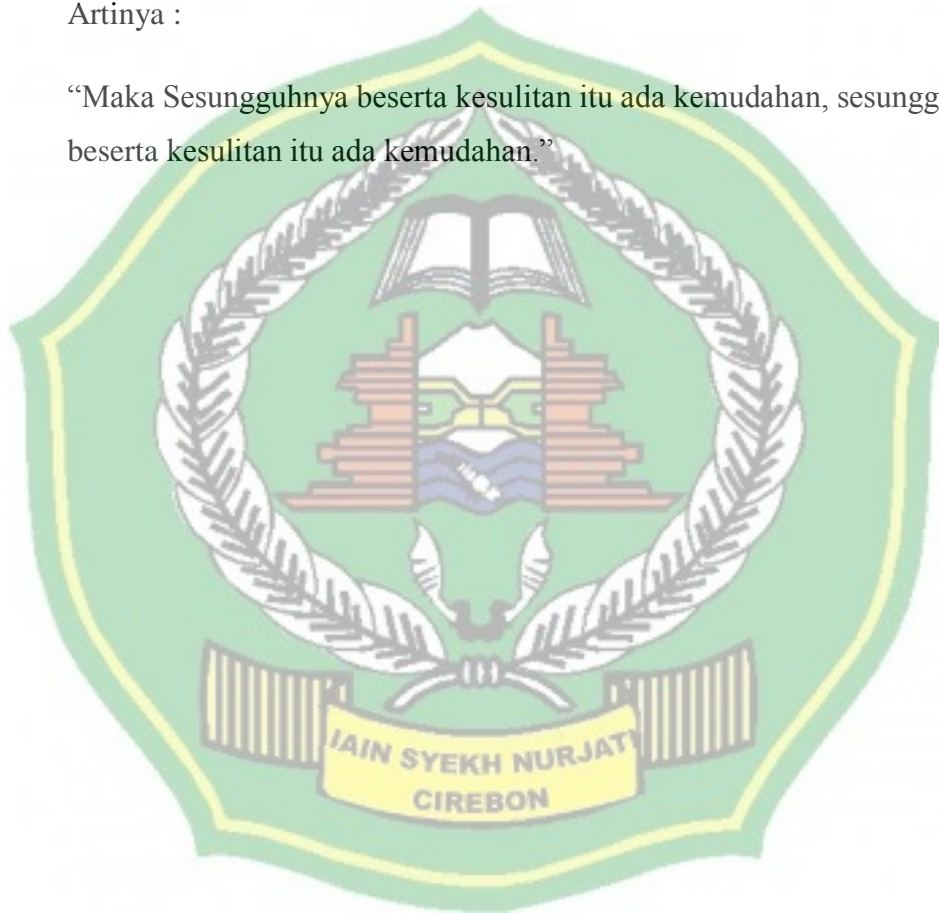 Artinya :
“Maka Sesungguhnya beserta kesulitan itu ada kemudahan, sesungg
beserta kesulitan itu ada kemudahan.”
IAIN SYEKH NURJATI
CIREBON